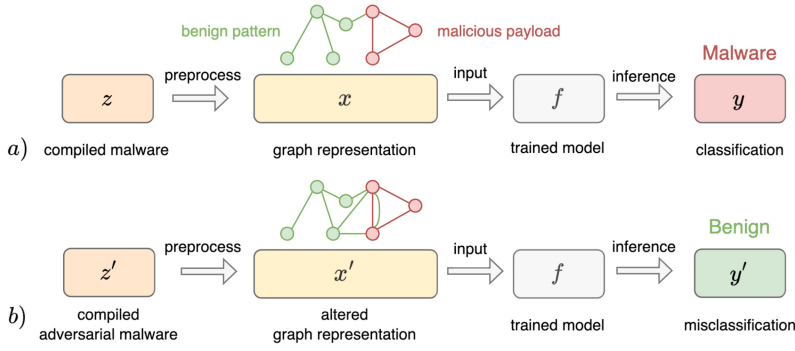 benign pattern
malicious payload
Malware
preprocess
input
inference
z
x
f
y
a)
compiled malware
graph representation
trained model
classification
Benign
preprocess
input
inference
z′
x′
f
y′
b)
compiled
adversarial malware
altered
graph representation
trained model
misclassification